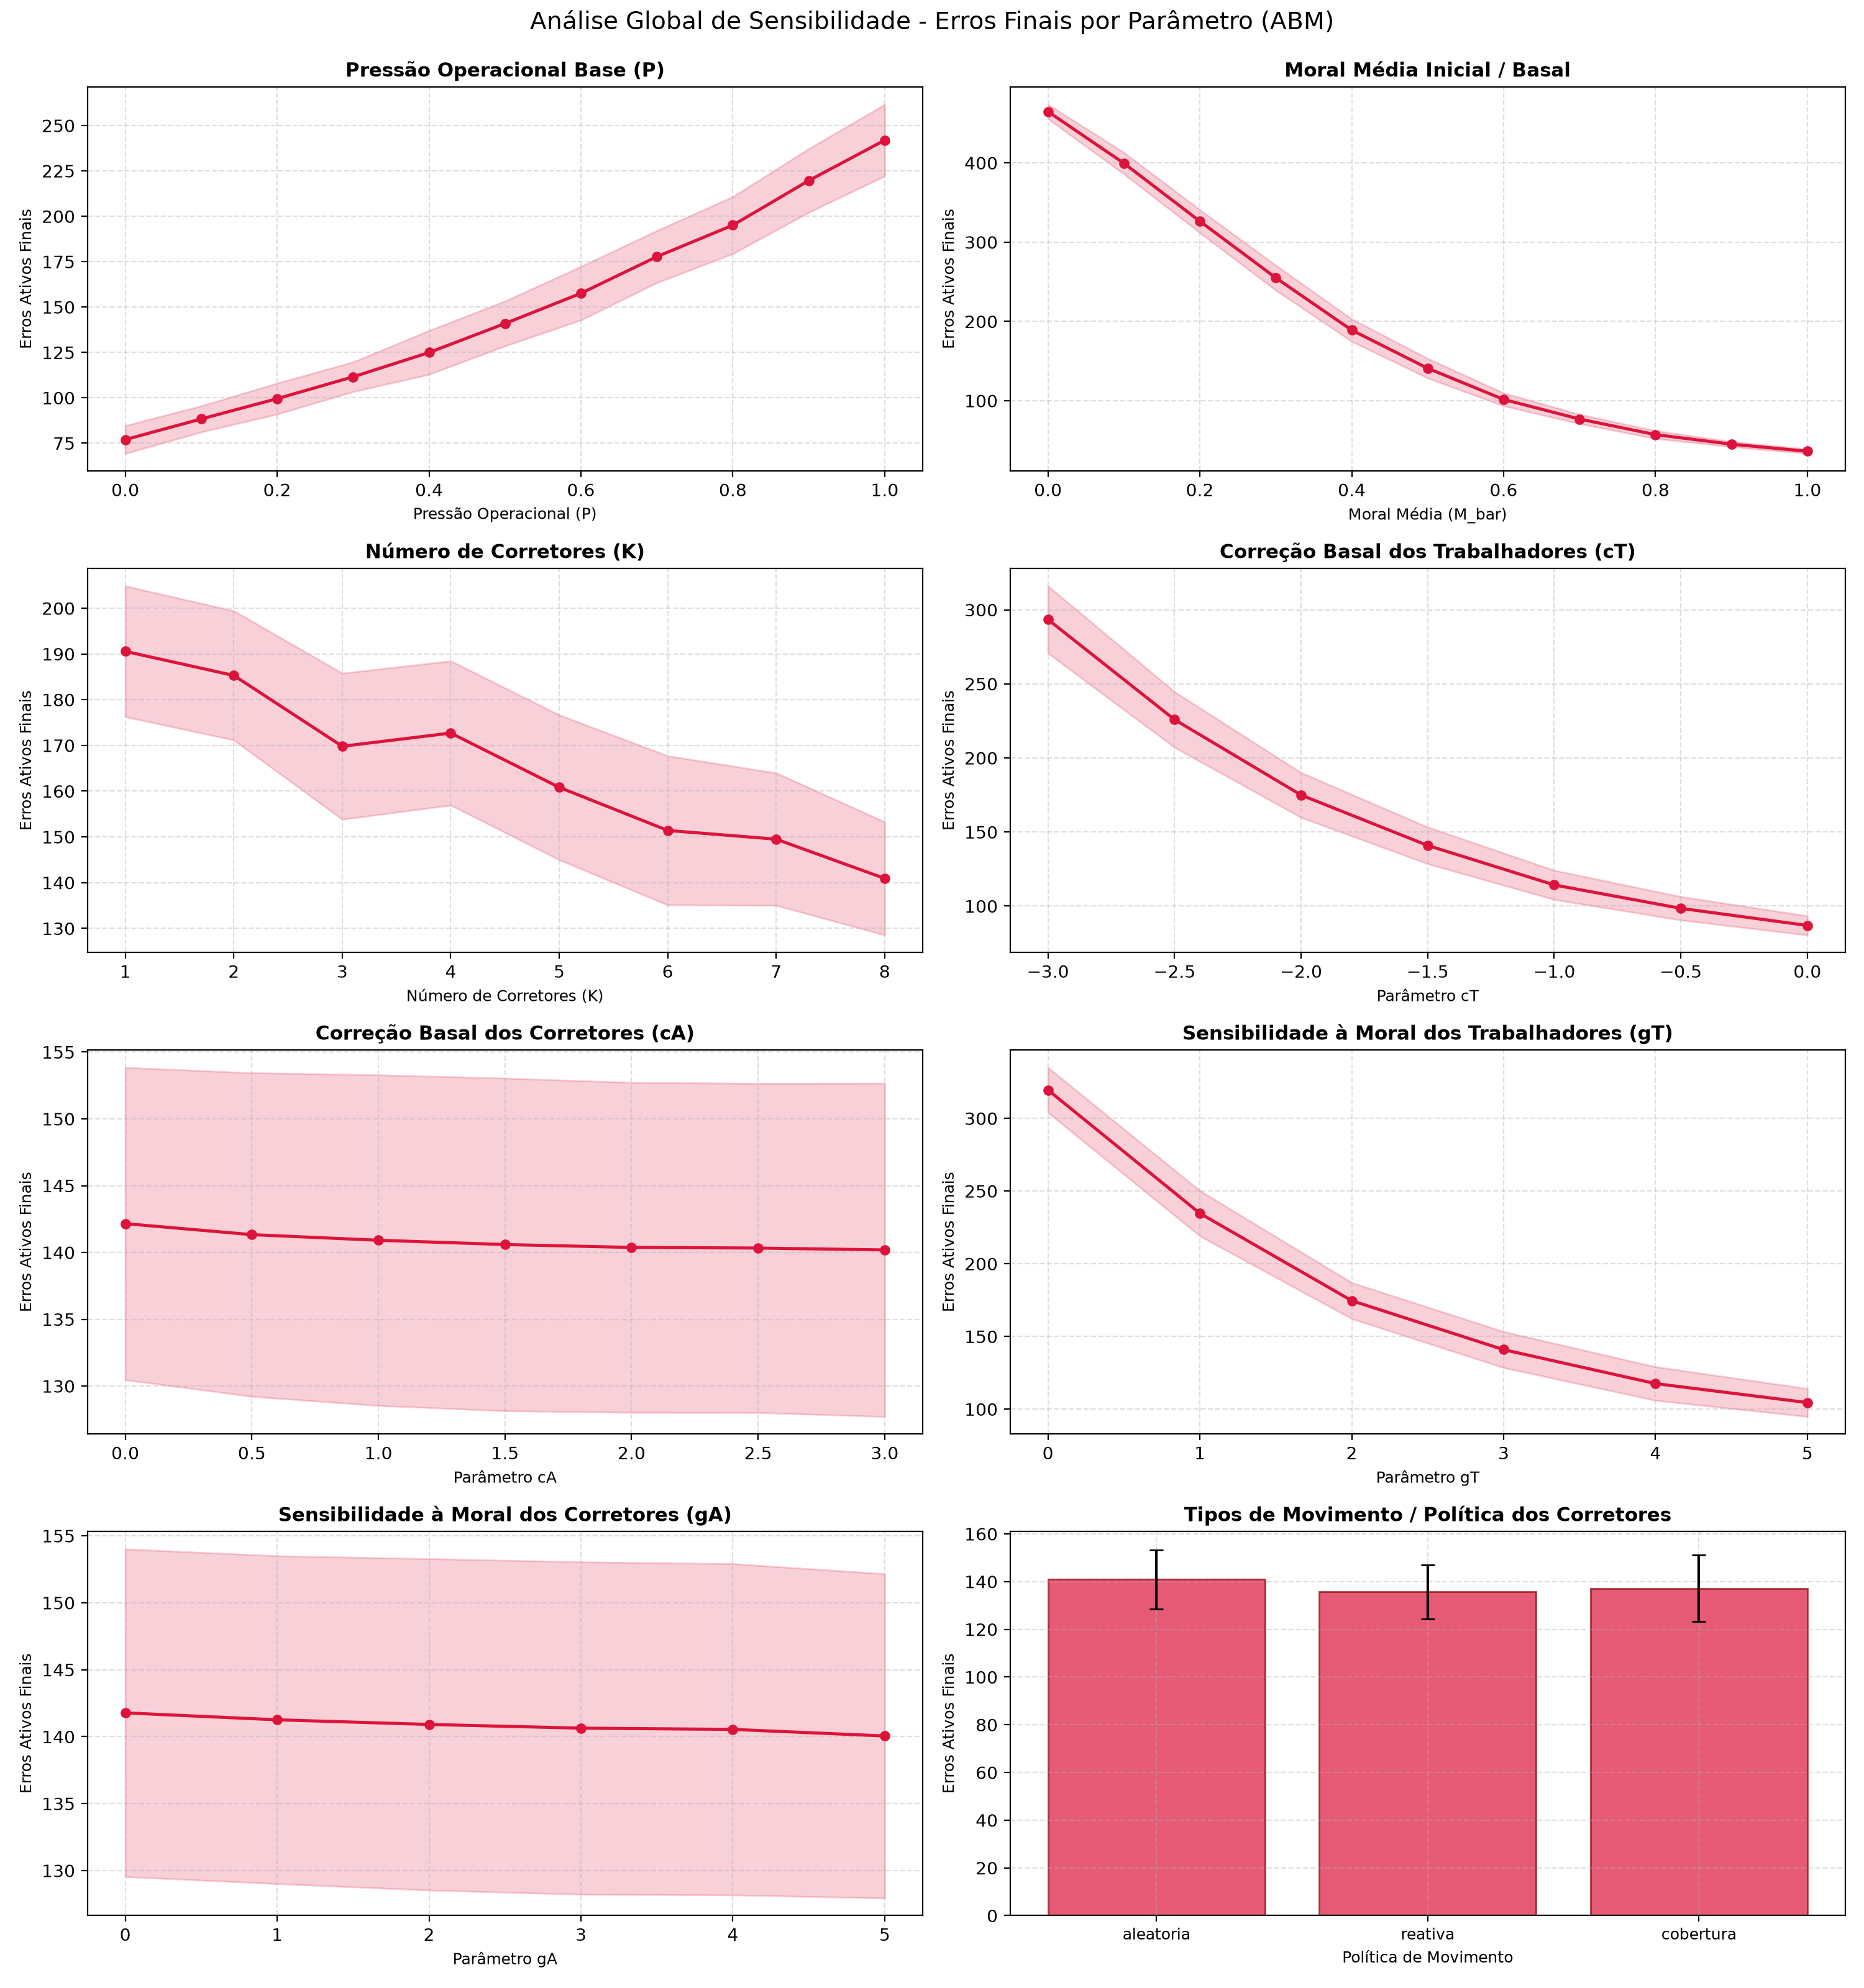 Análise Global de Sensibilidade - Erros Finais por Parâmetro (ABM)
Pressão Operacional Base (P)
Erros Ativos Finais
250
225
200
175
150
125
100
75
0.0 0.2 0.4 0.6 0.8 1.0
Pressão Operacional (P)
Moral Média Inicial / Basal
Erros Ativos Finais
400
300
200
100
0.0 0.2 0.4 0.6 0.8 1.0
Moral Média (M_bar)
Número de Corretores (K)
Erros Ativos Finais
200
190
180
170
160
150
140
130
1 2 3 4 5 6 7 8
Número de Corretores (K)
Correção Basal dos Trabalhadores (cT)
Erros Ativos Finais
300
250
200
150
100
−3.0 −2.5 −2.0 −1.5 −1.0 −0.5 0.0
Parâmetro cT
Correção Basal dos Corretores (cA)
Erros Ativos Finais
155
150
145
140
135
130
0.0 0.5 1.0 1.5 2.0 2.5 3.0
Parâmetro cA
Sensibilidade à Moral dos Trabalhadores (gT)
Erros Ativos Finais
300
250
200
150
100
0 1 2 3 4 5
Parâmetro gT
Sensibilidade à Moral dos Corretores (gA)
Erros Ativos Finais
155
150
145
140
135
130
0 1 2 3 4 5
Parâmetro gA
Tipos de Movimento / Política dos Corretores
Erros Ativos Finais
160
140
120
100
80
60
40
20
0
aleatoria reativa cobertura
Política de Movimento